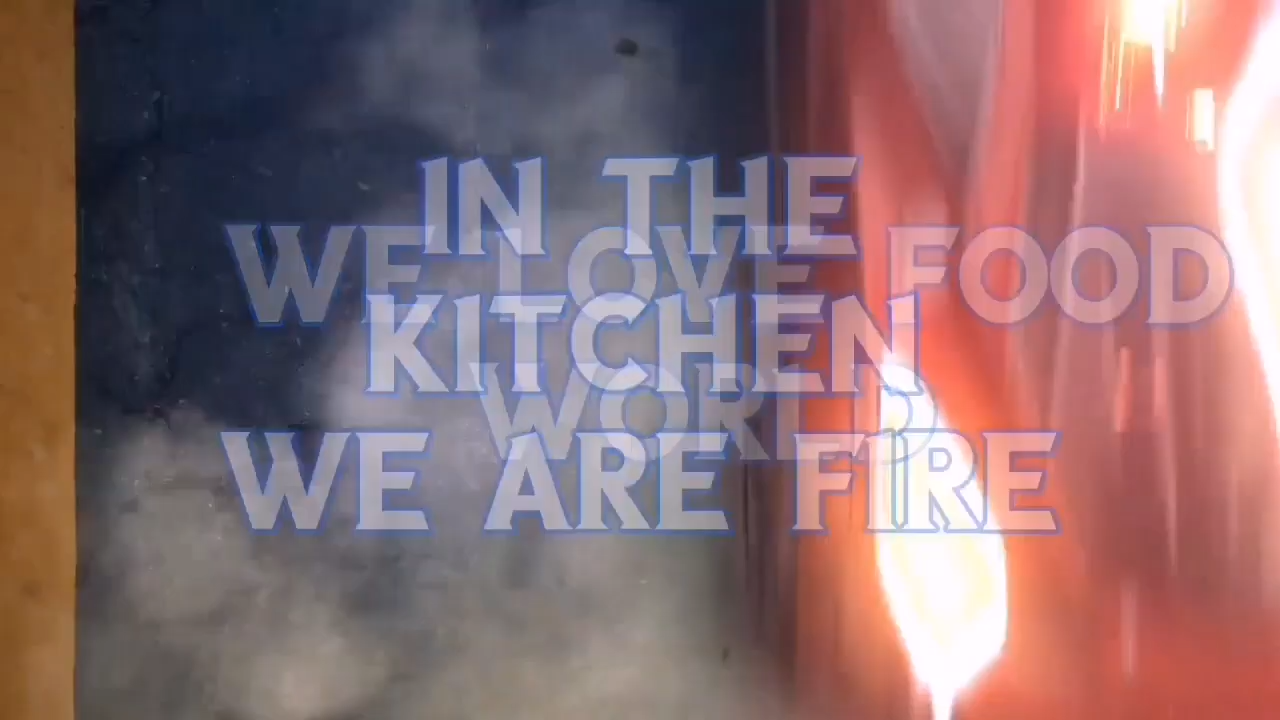 IN THE
WE LOVE FOOD
KITCHEN
WORLD
WE ARE FIRE